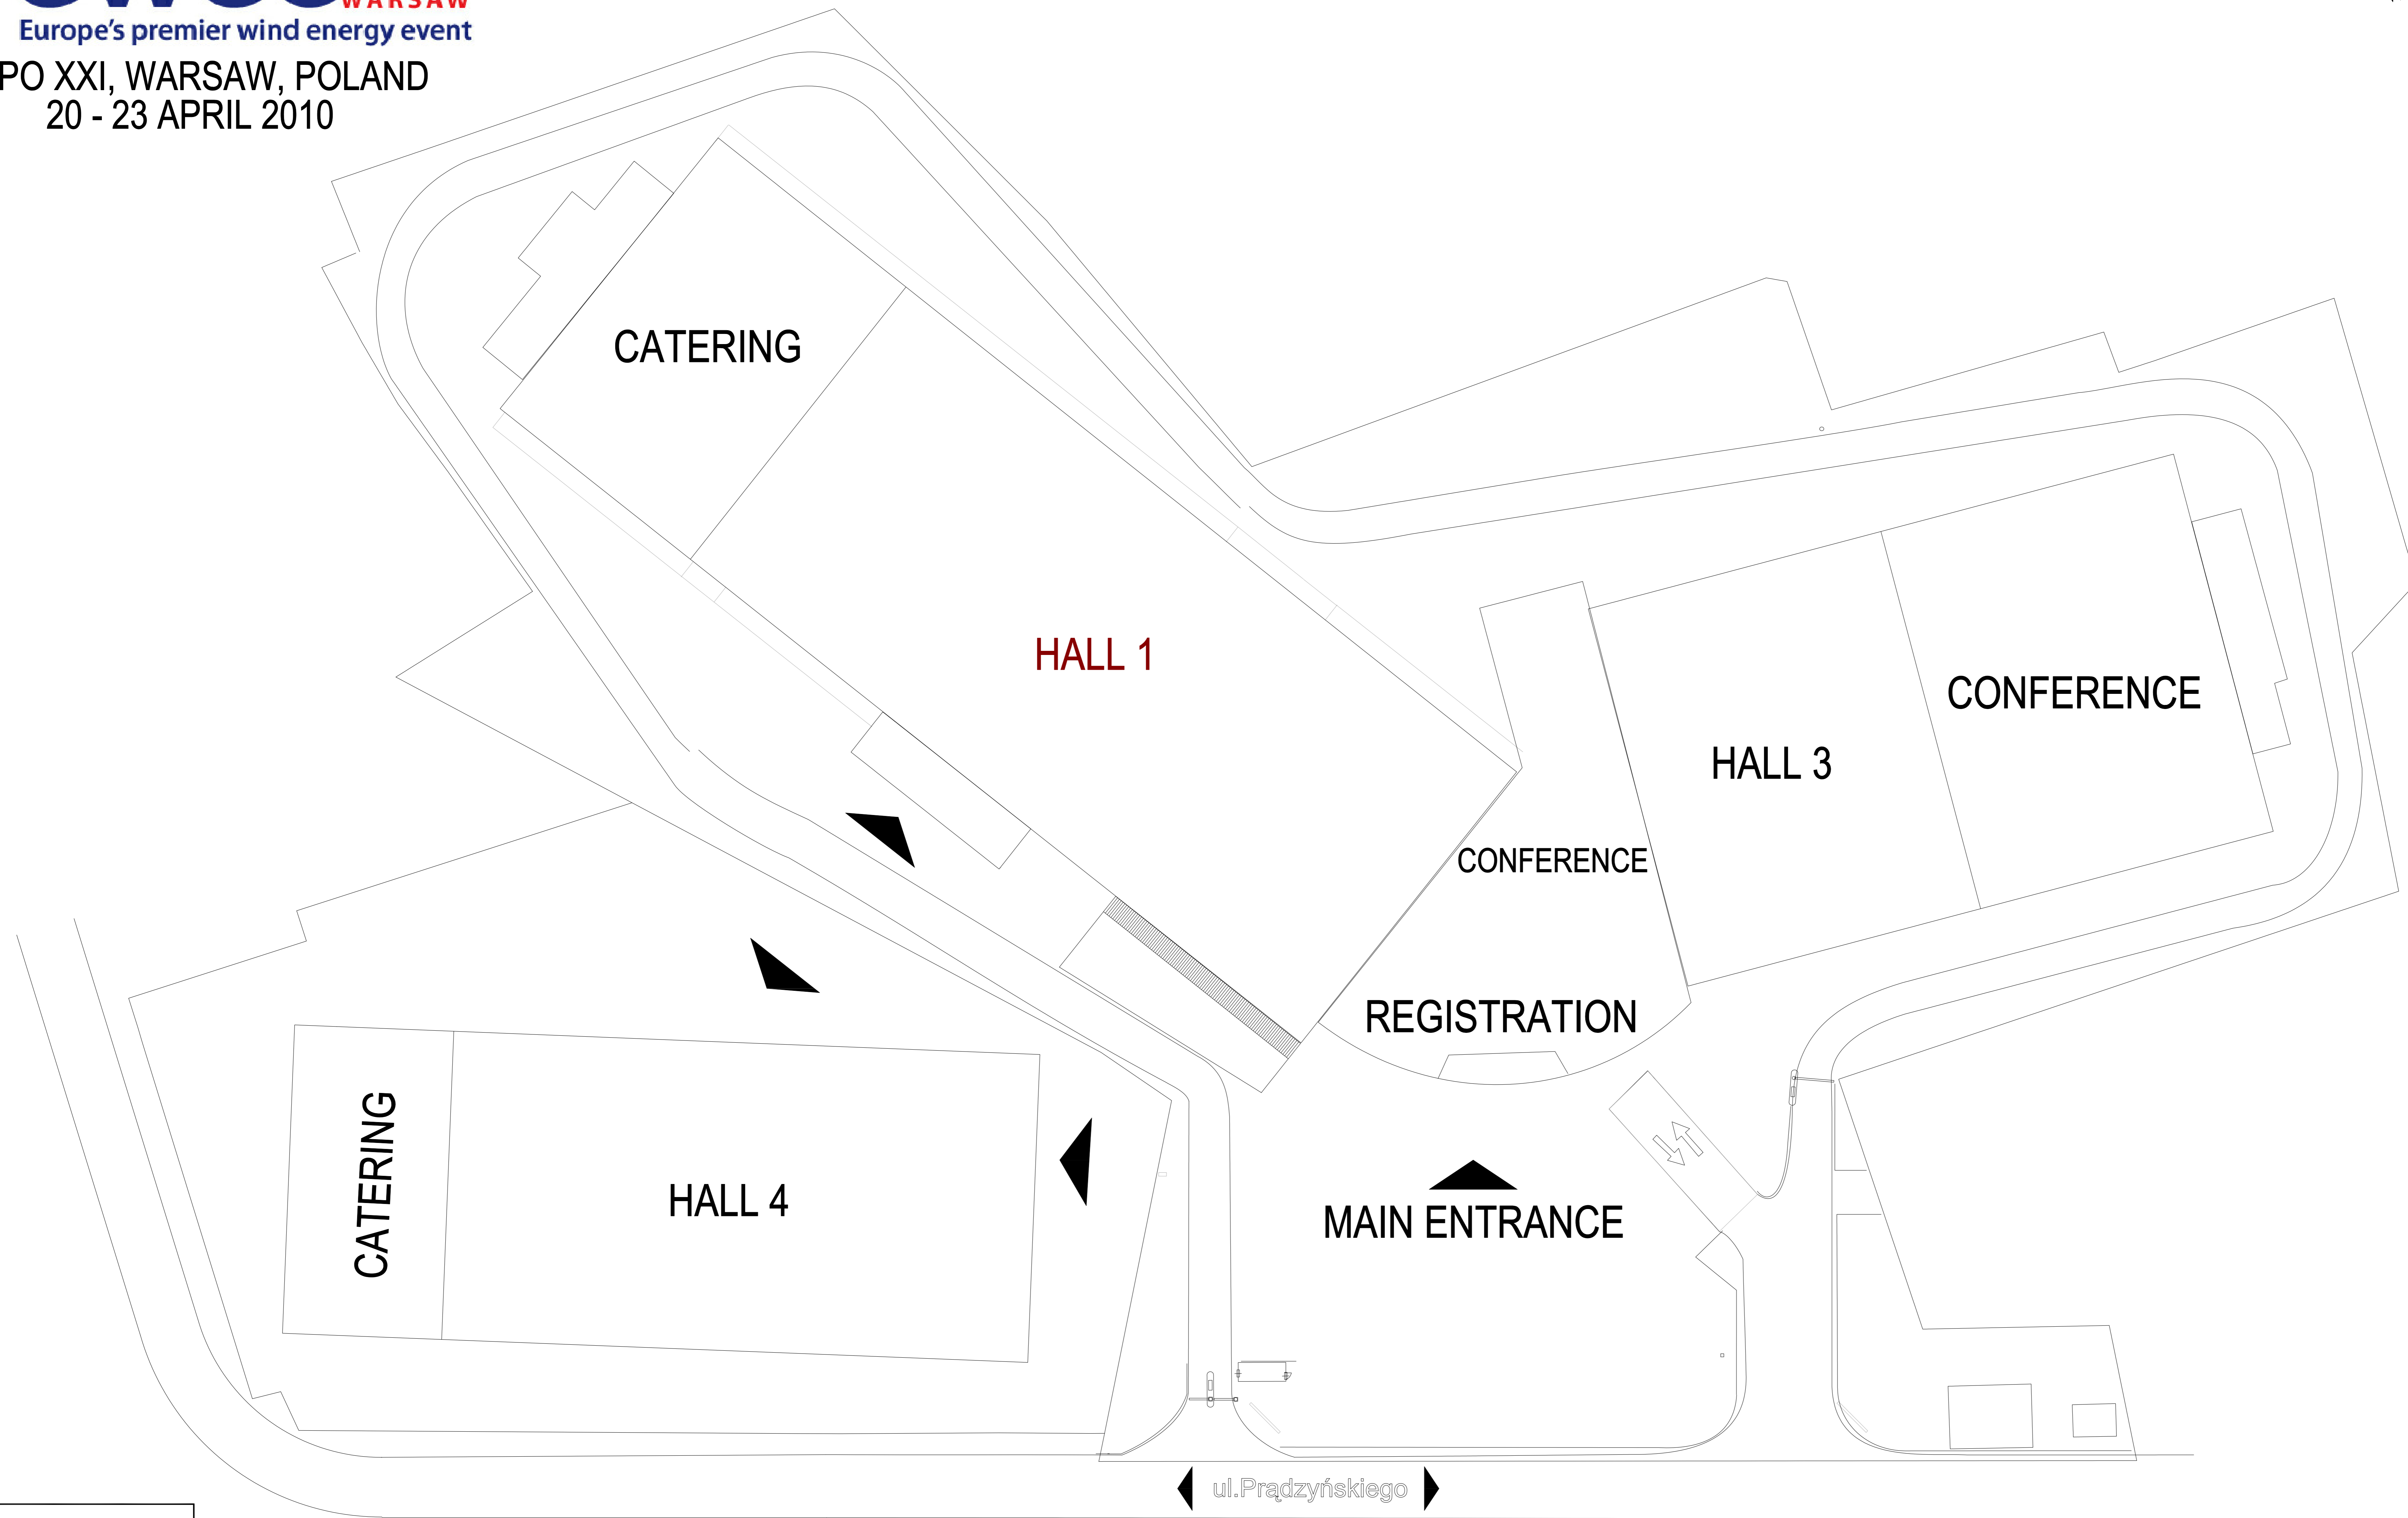 WARSAW
Europe's premier wind energy event
PO XXI, WARSAW, POLAND
20 - 23 APRIL 2010
CATERING
HALL 1
CONFERENCE
HALL 3
CONFERENCE
REGISTRATION
CATERING
HALL 4
MAIN ENTRANCE
ul.Prądzyńskiego